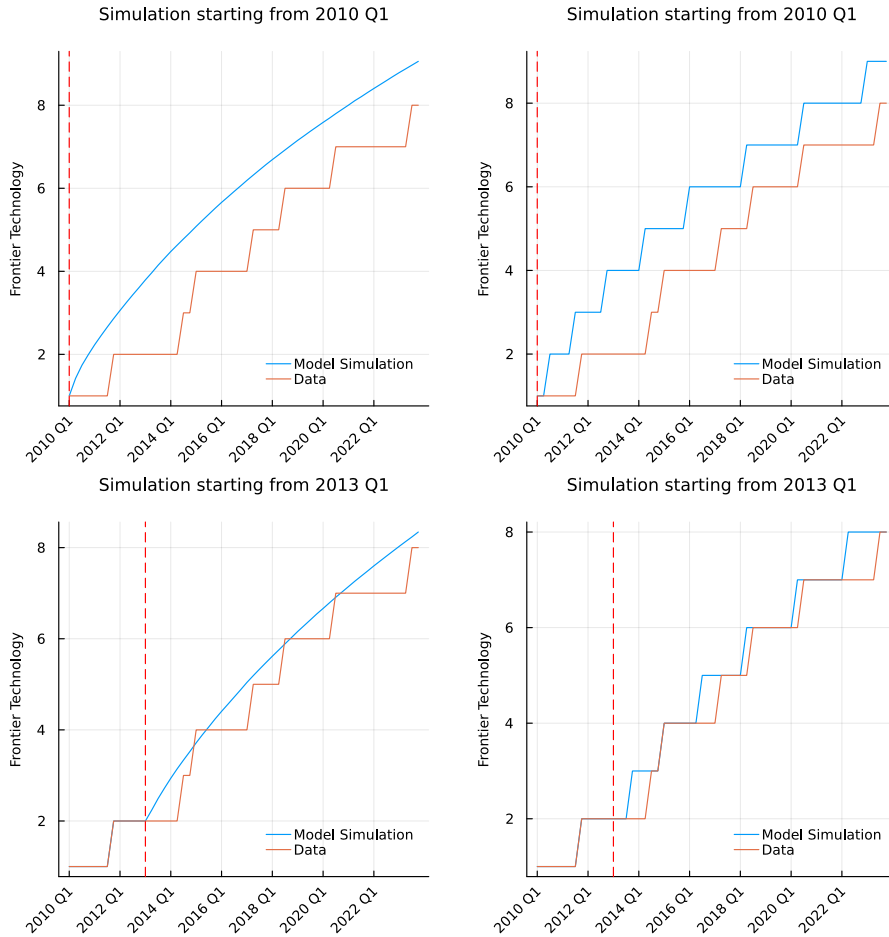 Simulation starting from 2010 Q1
Frontier Technology
8
6
4
2
Model Simulation
Data
2010 Q1
2012 Q1
2014 Q1
2016 Q1
2018 Q1
2020 Q1
2022 Q1
Simulation starting from 2010 Q1
Frontier Technology
8
6
4
2
Model Simulation
Data
2010 Q1
2012 Q1
2014 Q1
2016 Q1
2018 Q1
2020 Q1
2022 Q1
Simulation starting from 2013 Q1
Frontier Technology
8
6
4
2
Model Simulation
Data
2010 Q1
2012 Q1
2014 Q1
2016 Q1
2018 Q1
2020 Q1
2022 Q1
Simulation starting from 2013 Q1
Frontier Technology
8
6
4
2
Model Simulation
Data
2010 Q1
2012 Q1
2014 Q1
2016 Q1
2018 Q1
2020 Q1
2022 Q1